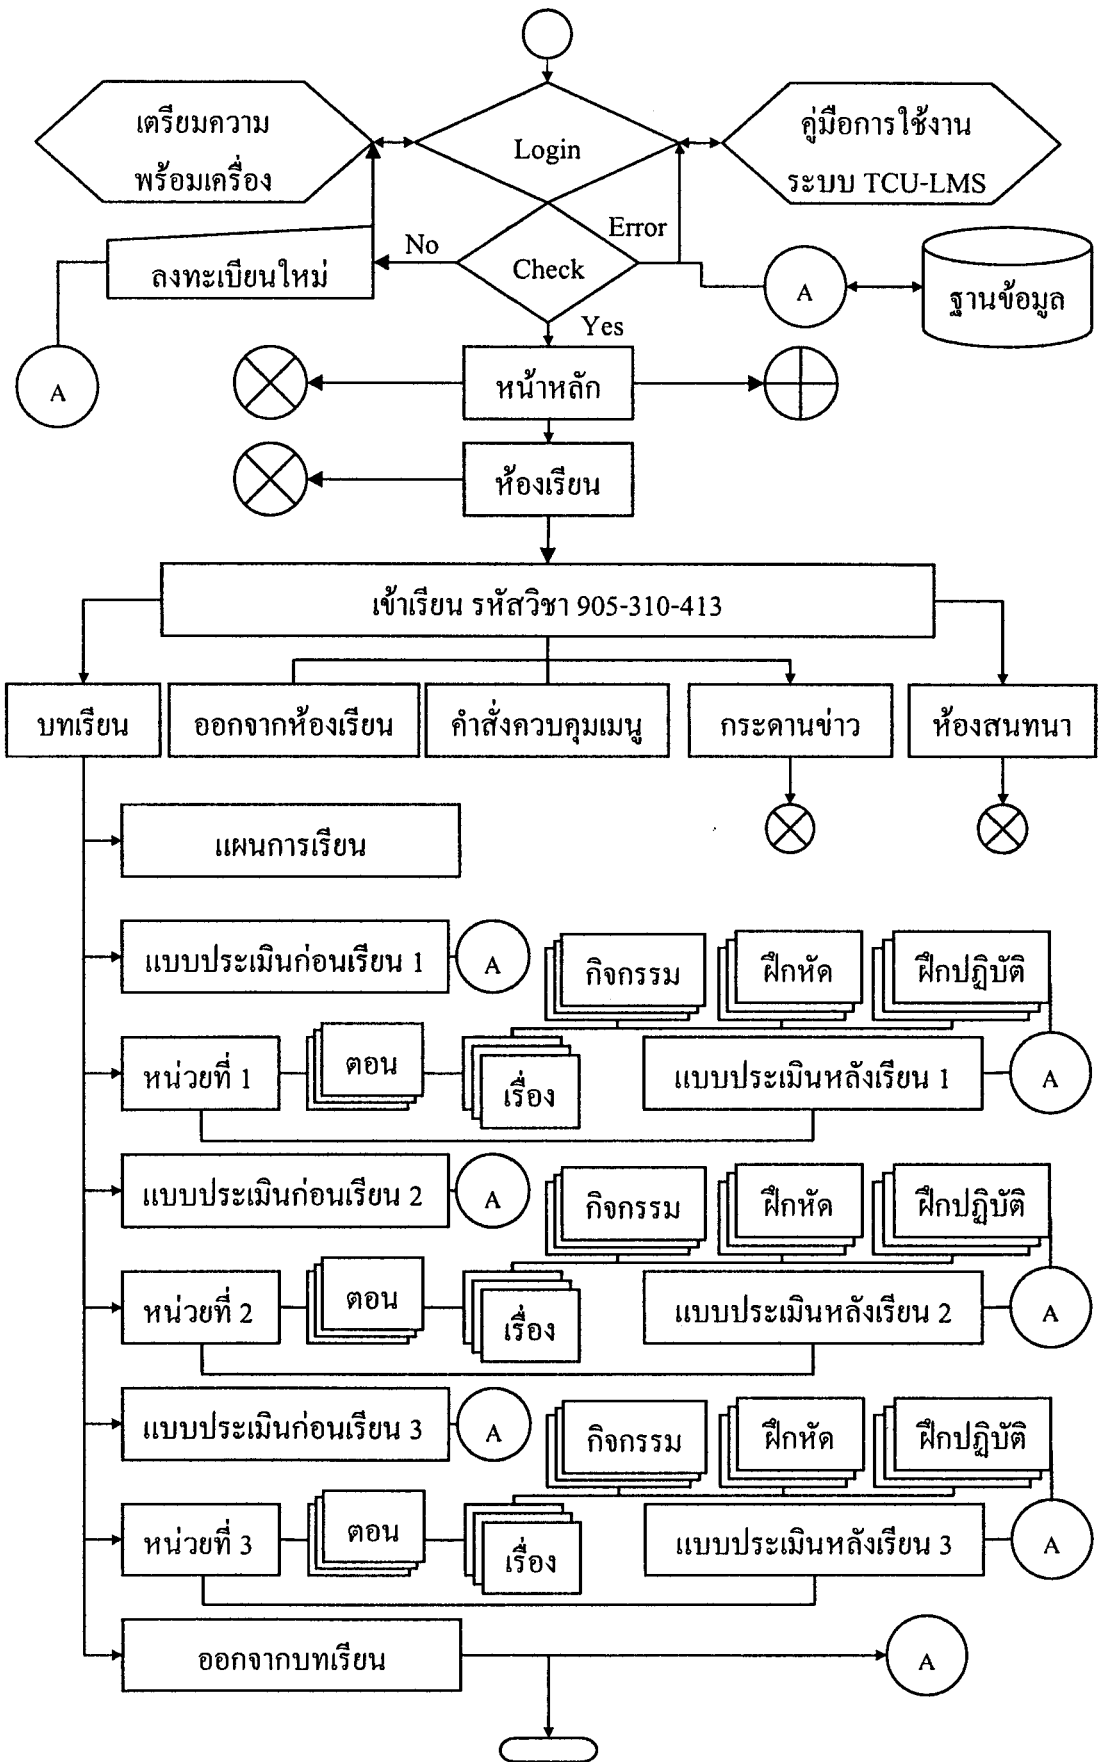 เตรียมความ
พร้อมเครื่อง
Login
คู่มือการใช้งาน
ระบบ TCU-LMS
No
Error
ลงทะเบียนใหม่
Check
A
ฐานข้อมูล
Yes
A
หน้าหลัก
ห้องเรียน
เข้าเรียน รหัสวิชา 905-310-413
บทเรียน
ออกจากห้องเรียน
คำสั่งควบคุมเมนู
กระดานข่าว
ห้องสนทนา
แผนการเรียน
แบบประเมินก่อนเรียน 1
A
กิจกรรม
ฝึกหัด
ฝึกปฏิบัติ
หน่วยที่ 1
ตอน
เรื่อง
แบบประเมินหลังเรียน 1
A
แบบประเมินก่อนเรียน 2
A
กิจกรรม
ฝึกหัด
ฝึกปฏิบัติ
หน่วยที่ 2
ตอน
เรื่อง
แบบประเมินหลังเรียน 2
A
แบบประเมินก่อนเรียน 3
A
กิจกรรม
ฝึกหัด
ฝึกปฏิบัติ
หน่วยที่ 3
ตอน
เรื่อง
แบบประเมินหลังเรียน 3
A
ออกจากบทเรียน
A